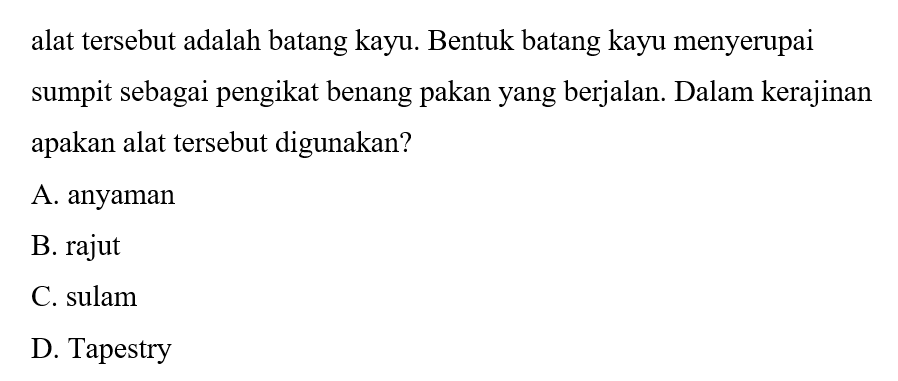 alat tersebut adalah batang kayu. Bentuk batang kayu menyerupai
sumpit sebagai pengikat benang pakan yang berjalan. Dalam kerajinan
apakan alat tersebut digunakan?
A. anyaman
B. rajut
C. sulam
D. Tapestry